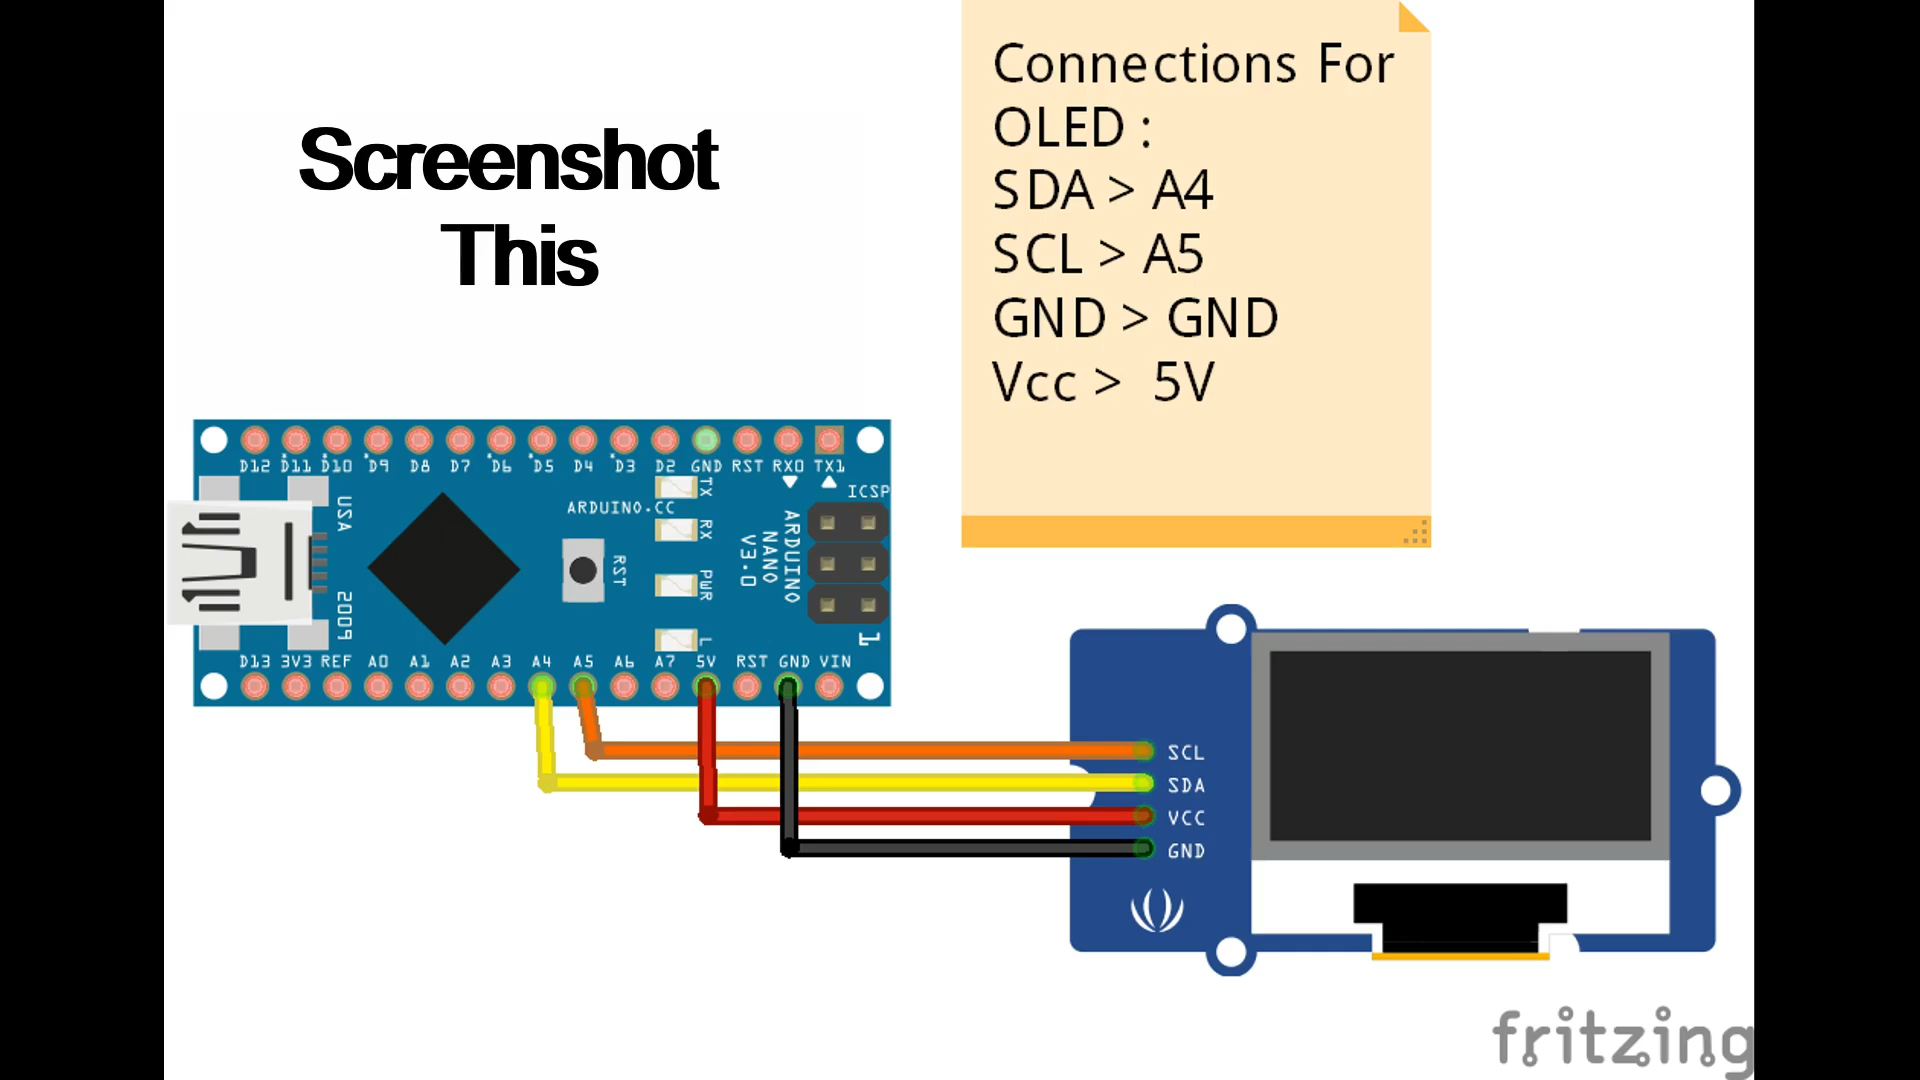 Screenshot
This
Connections For
OLED :
SDA > A4
SCL > A5
GND > GND
Vcc > 5V
D12 D11 D10 D9 D8 D7 D6 D5 D4 D3 D2 GND RST RX0 TX1
ICSP
USA
ARDUINO.CC
TX
RX
RST
PWR
L
ARDUINO
NANO
V3.0
2009
1
D13 3V3 REF A0 A1 A2 A3 A4 A5 A6 A7 5V RST GND VIN
SCL
SDA
VCC
GND
fritzing